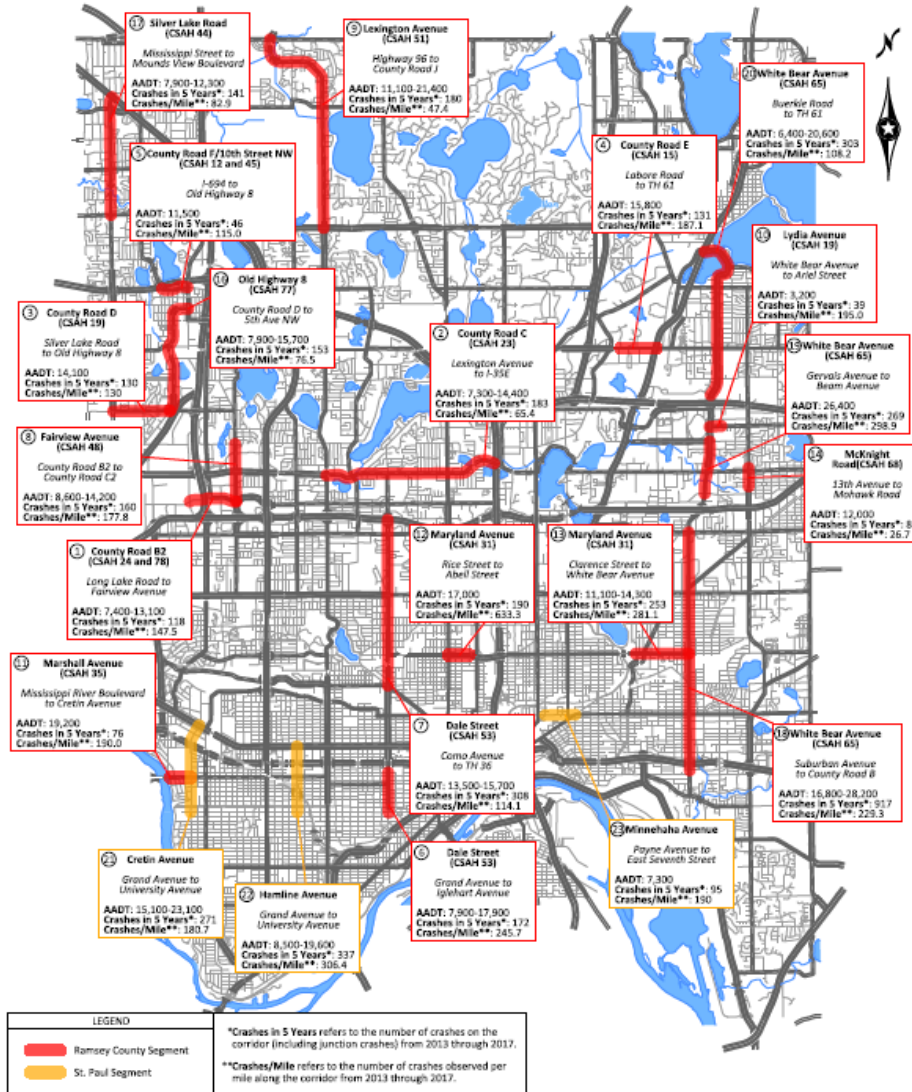 17 Silver Lake Road
(CSAH 44)
Mississippi Street to
Mounds View Boulevard
AADT: 7,900-12,300
Crashes in 5 Years*: 141
Crashes/Mile**: 82.9
9 Lexington Avenue
(CSAH 51)
Highway 96 to
County Road J
AADT: 11,100-21,400
Crashes in 5 Years*: 180
Crashes/Mile**: 47.4
N
20 White Bear Avenue
(CSAH 65)
Buerkle Road
to TH 61
AADT: 6,400-20,600
Crashes in 5 Years*: 303
Crashes/Mile**: 108.2
5 County Road F/10th Street NW
(CSAH 12 and 45)
I-694 to
Old Highway 8
AADT: 11,500
Crashes in 5 Years*: 46
Crashes/Mile**: 115.0
4 County Road E
(CSAH 15)
Labore Road
to TH 61
AADT: 15,800
Crashes in 5 Years*: 131
Crashes/Mile**: 187.1
10 Lydia Avenue
(CSAH 19)
White Bear Avenue
to Ariel Street
AADT: 3,200
Crashes in 5 Years*: 39
Crashes/Mile**: 195.0
16 Old Highway 8
(CSAH 77)
County Road D to
5th Ave NW
AADT: 7,900-15,700
Crashes in 5 Years*: 153
Crashes/Mile**: 76.5
3 County Road D
(CSAH 19)
Silver Lake Road
to Old Highway 8
AADT: 14,100
Crashes in 5 Years*: 130
Crashes/Mile**: 130
2 County Road C
(CSAH 23)
Lexington Avenue
to I-35E
AADT: 7,300-14,400
Crashes in 5 Years*: 183
Crashes/Mile**: 65.4
15 White Bear Avenue
(CSAH 65)
Gervais Avenue to
Beam Avenue
AADT: 26,400
Crashes in 5 Years*: 269
Crashes/Mile**: 298.9
8 Fairview Avenue
(CSAH 48)
County Road B2 to
County Road C2
AADT: 8,600-14,200
Crashes in 5 Years*: 160
Crashes/Mile**: 177.8
14 McKnight
Road(CSAH 68)
13th Avenue to
Mohawk Road
AADT: 12,000
Crashes in 5 Years*: 8
Crashes/Mile**: 26.7
1 County Road B2
(CSAH 24 and 78)
Long Lake Road to
Fairview Avenue
AADT: 7,400-13,100
Crashes in 5 Years*: 118
Crashes/Mile**: 147.5
12 Maryland Avenue
(CSAH 31)
Rice Street to
Abell Street
AADT: 17,000
Crashes in 5 Years*: 190
Crashes/Mile**: 633.3
13 Maryland Avenue
(CSAH 31)
Clarence Street to
White Bear Avenue
AADT: 11,100-14,300
Crashes in 5 Years*: 253
Crashes/Mile**: 281.1
11 Marshall Avenue
(CSAH 35)
Mississippi River Boulevard
to Cretin Avenue
AADT: 19,200
Crashes in 5 Years*: 76
Crashes/Mile**: 190.0
7 Dale Street
(CSAH 53)
Como Avenue
to TH 36
AADT: 13,500-15,700
Crashes in 5 Years*: 308
Crashes/Mile**: 114.1
18 White Bear Avenue
(CSAH 65)
Suburban Avenue
to County Road B
AADT: 16,800-28,200
Crashes in 5 Years*: 917
Crashes/Mile**: 229.3
21 Cretin Avenue
Grand Avenue to
University Avenue
AADT: 15,100-23,100
Crashes in 5 Years*: 271
Crashes/Mile**: 180.7
22 Hamline Avenue
Grand Avenue to
University Avenue
AADT: 8,500-19,600
Crashes in 5 Years*: 337
Crashes/Mile**: 306.4
6 Dale Street
(CSAH 53)
Grand Avenue to
Iglehart Avenue
AADT: 7,900-17,900
Crashes in 5 Years*: 172
Crashes/Mile**: 245.7
23 Minnehaha Avenue
Payne Avenue to
East Seventh Street
AADT: 7,300
Crashes in 5 Years*: 95
Crashes/Mile**: 190
LEGEND
Ramsey County Segment
St. Paul Segment
*Crashes in 5 Years refers to the number of crashes on the
corridor (including junction crashes) from 2013 through 2017.
**Crashes/Mile refers to the number of crashes observed per
mile along the corridor from 2013 through 2017.